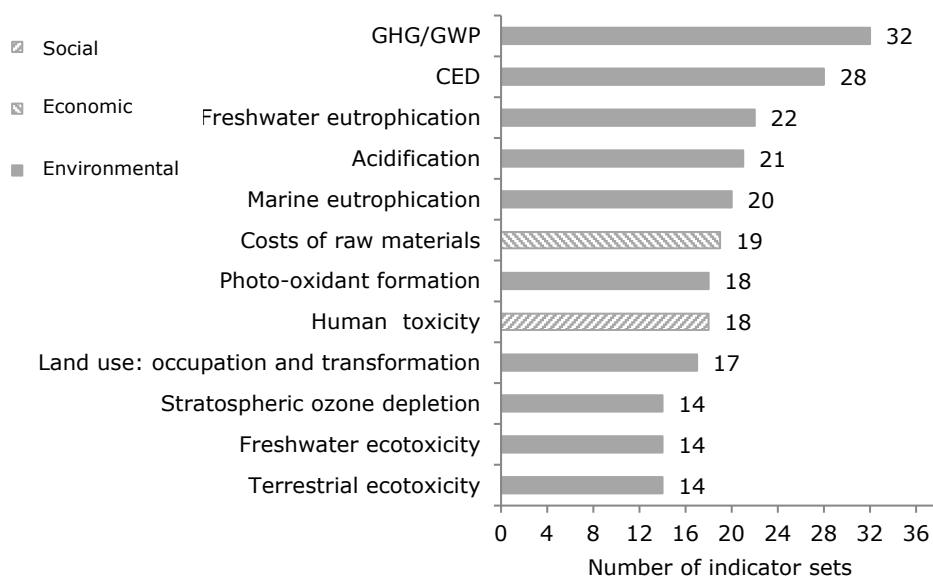 Social
Economic
Environmental
GHG/GWP 32
CED 28
Freshwater eutrophication 22
Acidification 21
Marine eutrophication 20
Costs of raw materials 19
Photo-oxidant formation 18
Human toxicity 18
Land use: occupation and transformation 17
Stratospheric ozone depletion 14
Freshwater ecotoxicity 14
Terrestrial ecotoxicity 14
0 4 8 12 16 20 24 28 32 36
Number of indicator sets